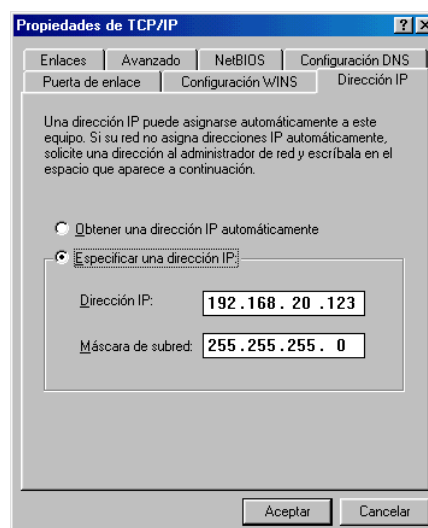 Propiedades de TCP/IP
Enlaces Avanzado NetBIOS Configuración DNS
Puerta de enlace Configuración WINS Dirección IP
Una dirección IP puede asignarse automáticamente a este
equipo. Si su red no asigna direcciones IP automáticamente,
solicite una dirección al administrador de red y escríbala en el
espacio que aparece a continuación.
Obtener una dirección IP automáticamente
Especificar una dirección IP:
Dirección IP: 192.168. 20 .123
Máscara de subred: 255.255.255. 0
Aceptar Cancelar